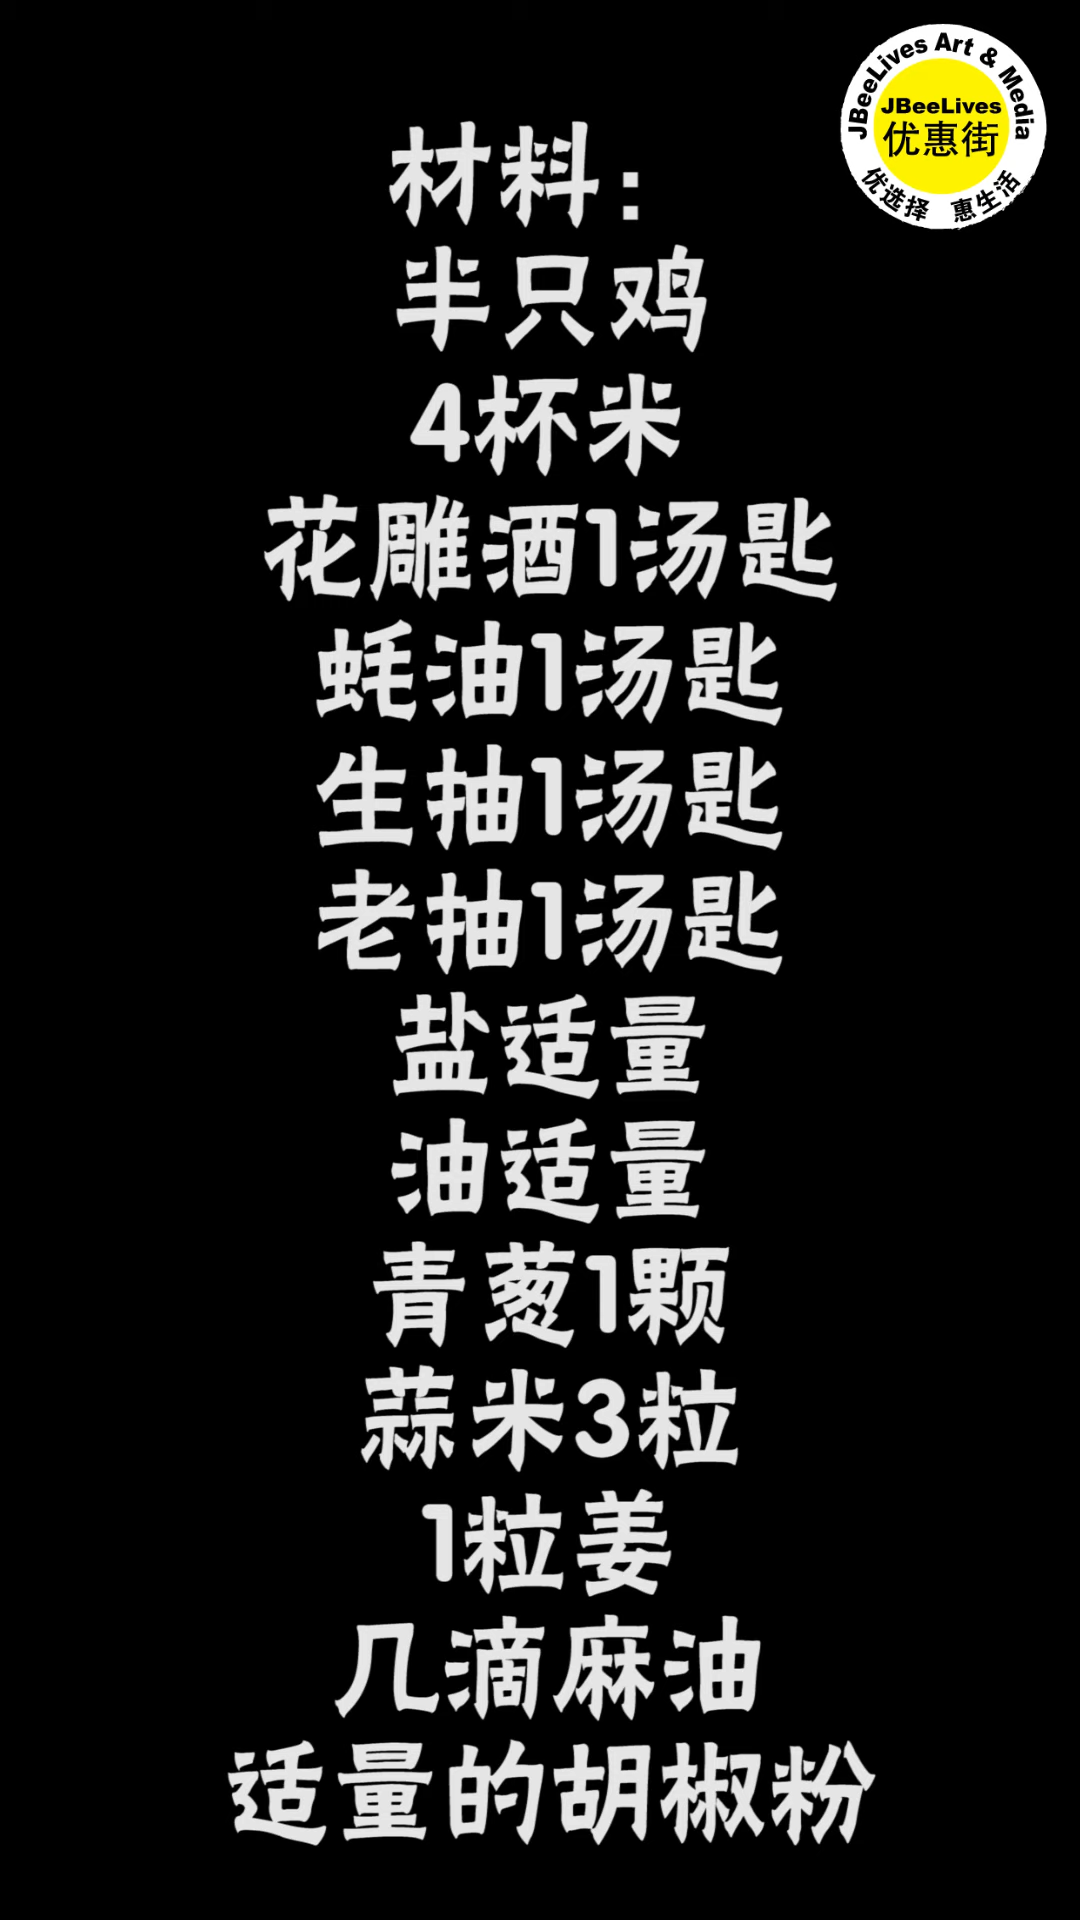 JBeeLives Art & Media
JBeeLives
优惠街
优选择 惠生活
材料：
半只鸡
4杯米
花雕酒1汤匙
蚝油1汤匙
生抽1汤匙
老抽1汤匙
盐适量
油适量
青葱1颗
蒜米3粒
1粒姜
几滴麻油
适量的胡椒粉